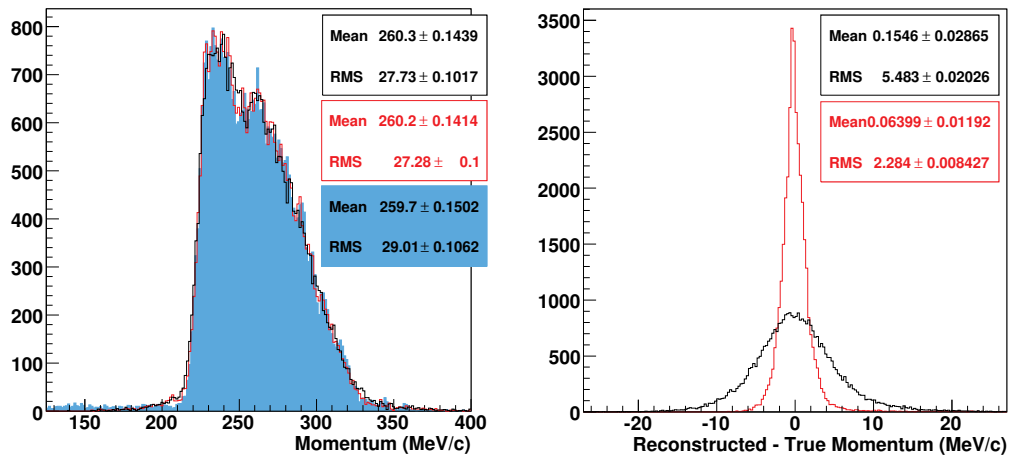 800
700
600
500
400
300
200
100
0
150
200
250
300
350
400
Momentum (MeV/c)
Mean 260.3 ± 0.1439
RMS 27.73 ± 0.1017
Mean 260.2 ± 0.1414
RMS 27.28 ± 0.1
Mean 259.7 ± 0.1502
RMS 29.01 ± 0.1062
3500
3000
2500
2000
1500
1000
500
0
-20
-10
0
10
20
Reconstructed - True Momentum (MeV/c)
Mean 0.1546 ± 0.02865
RMS 5.483 ± 0.02026
Mean0.06399 ± 0.01192
RMS 2.284 ± 0.008427